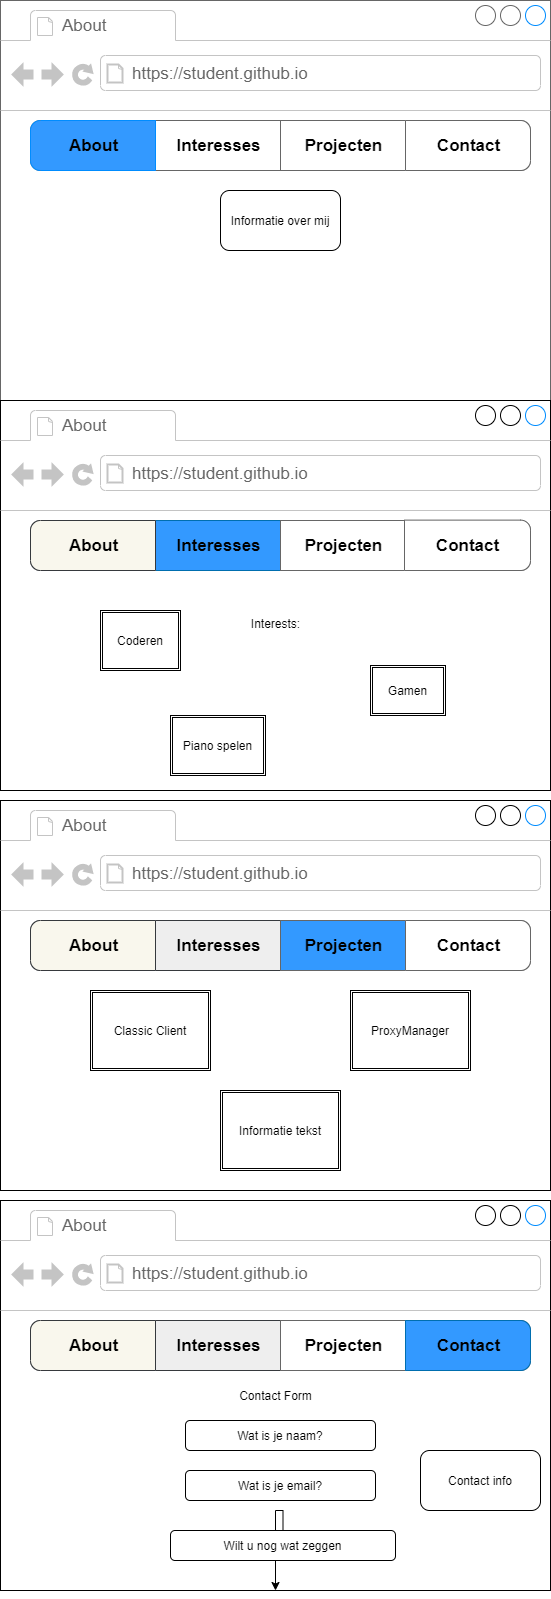 About
https://student.github.io
About Interesses Projecten Contact
Informatie over mij
About
https://student.github.io
About Interesses Projecten Contact
Interests:
Coderen
Gamen
Piano spelen
About
https://student.github.io
About Interesses Projecten Contact
Classic Client ProxyManager
Informatie tekst
About
https://student.github.io
About Interesses Projecten Contact
Contact Form
Wat is je naam?
Wat is je email?
Contact info
Wilt u nog wat zeggen